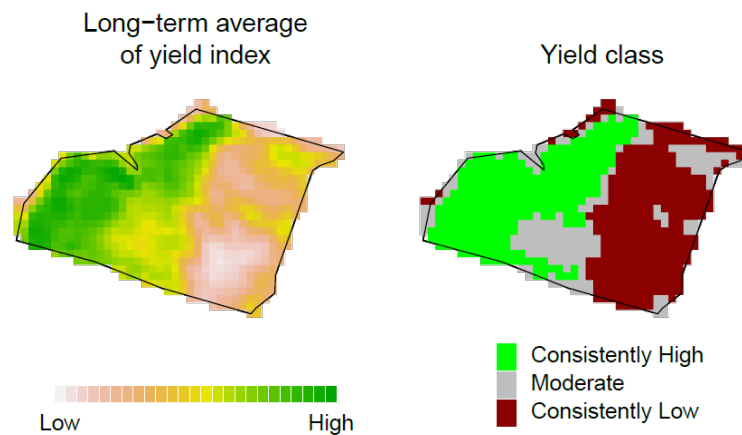 Long−term average
of yield index
Yield class
Low
High
Consistently High
Moderate
Consistently Low